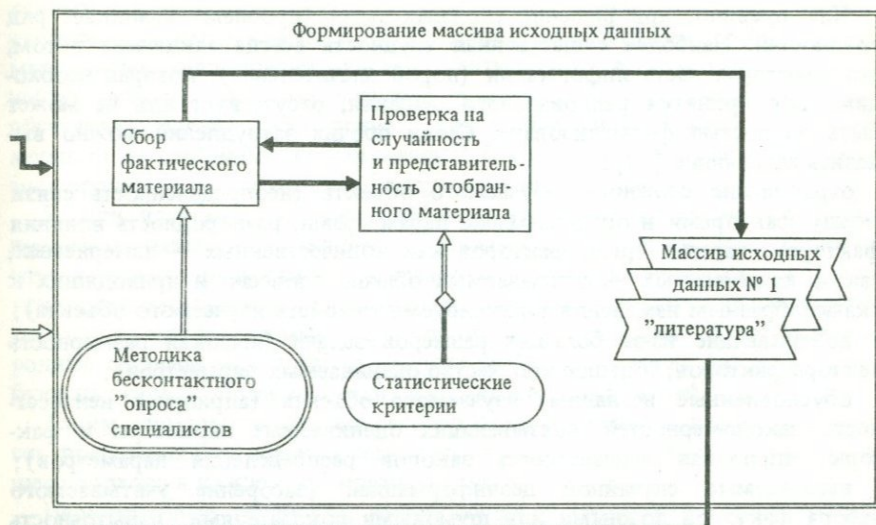 Формирование массива исходных данных
Сбор
фактического
материала
Проверка на
случайность
и представитель-
ность отобран-
ного материала
Массив исходных
данных № 1
"литература"
Методика
бесконтактного
"опроса"
специалистов
Статистические
критерии